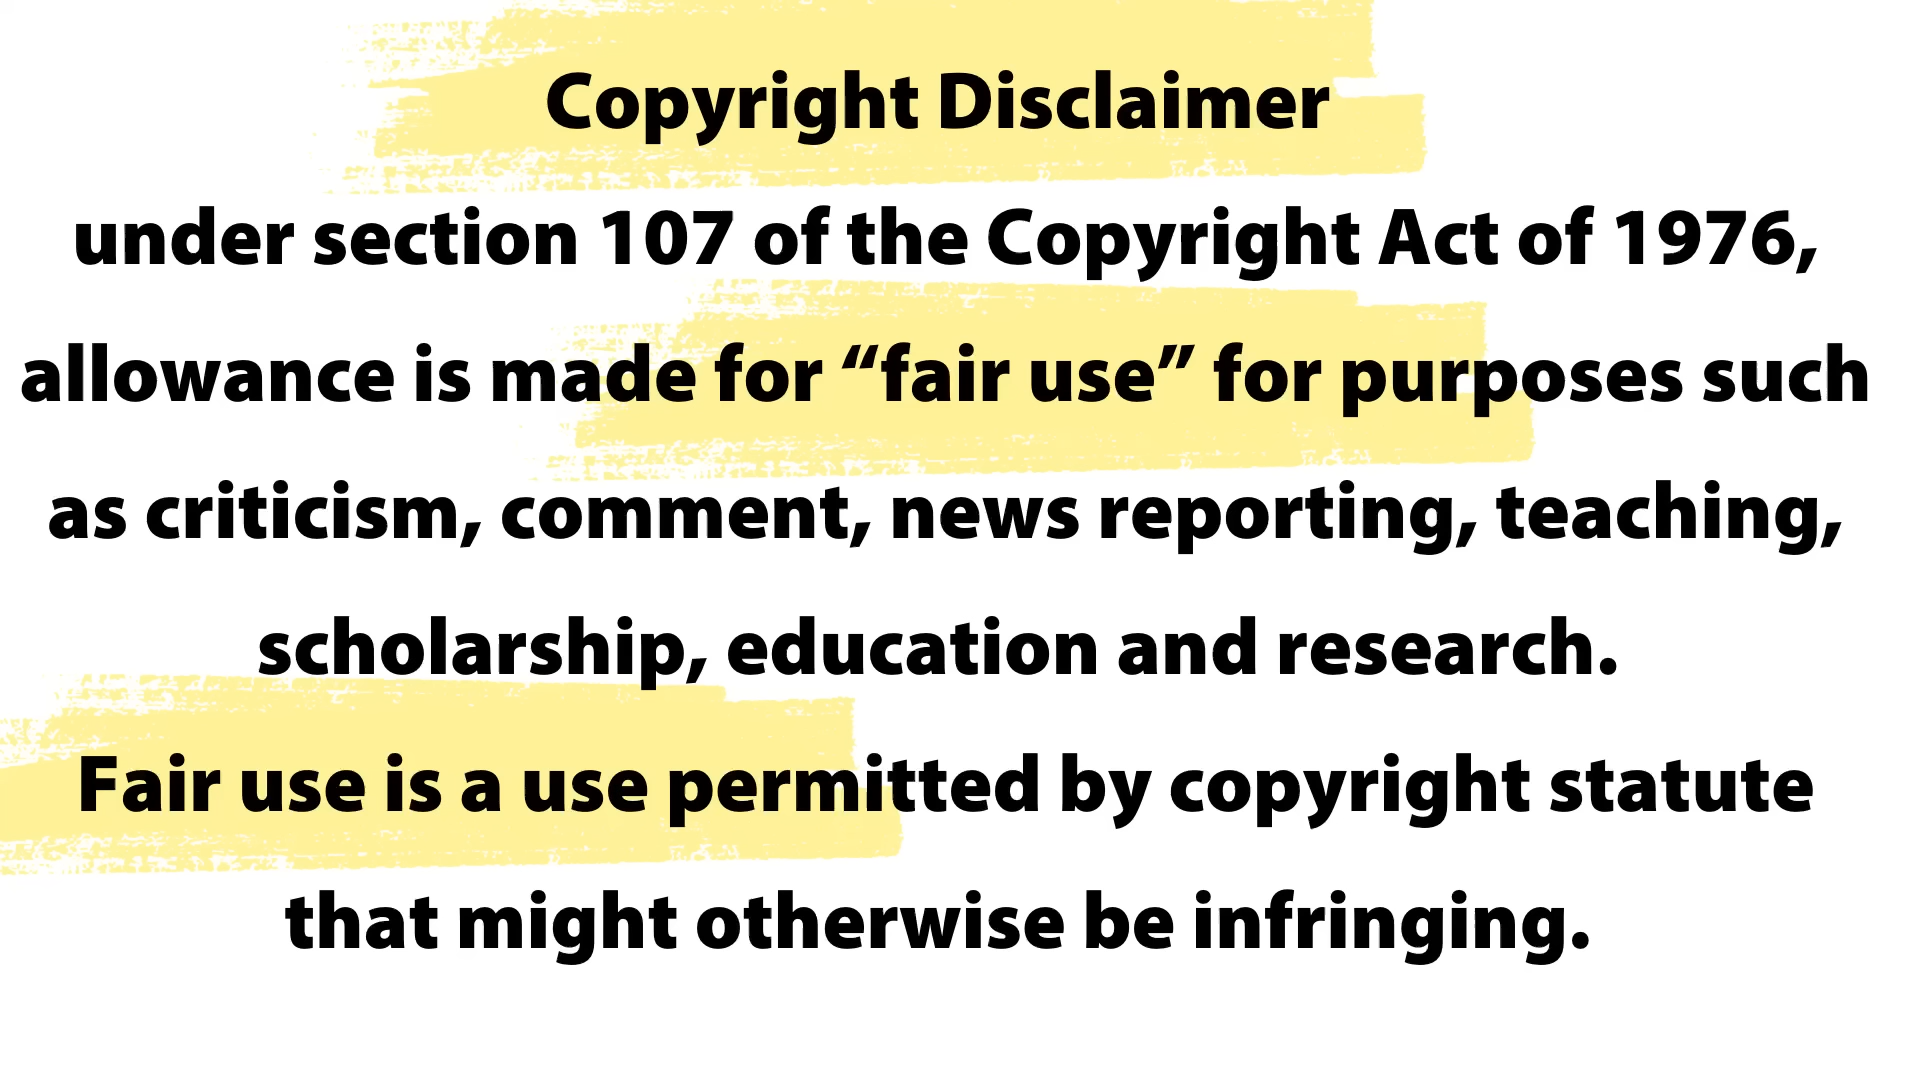 Copyright Disclaimer
under section 107 of the Copyright Act of 1976,
allowance is made for “fair use” for purposes such
as criticism, comment, news reporting, teaching,
scholarship, education and research.
Fair use is a use permitted by copyright statute
that might otherwise be infringing.